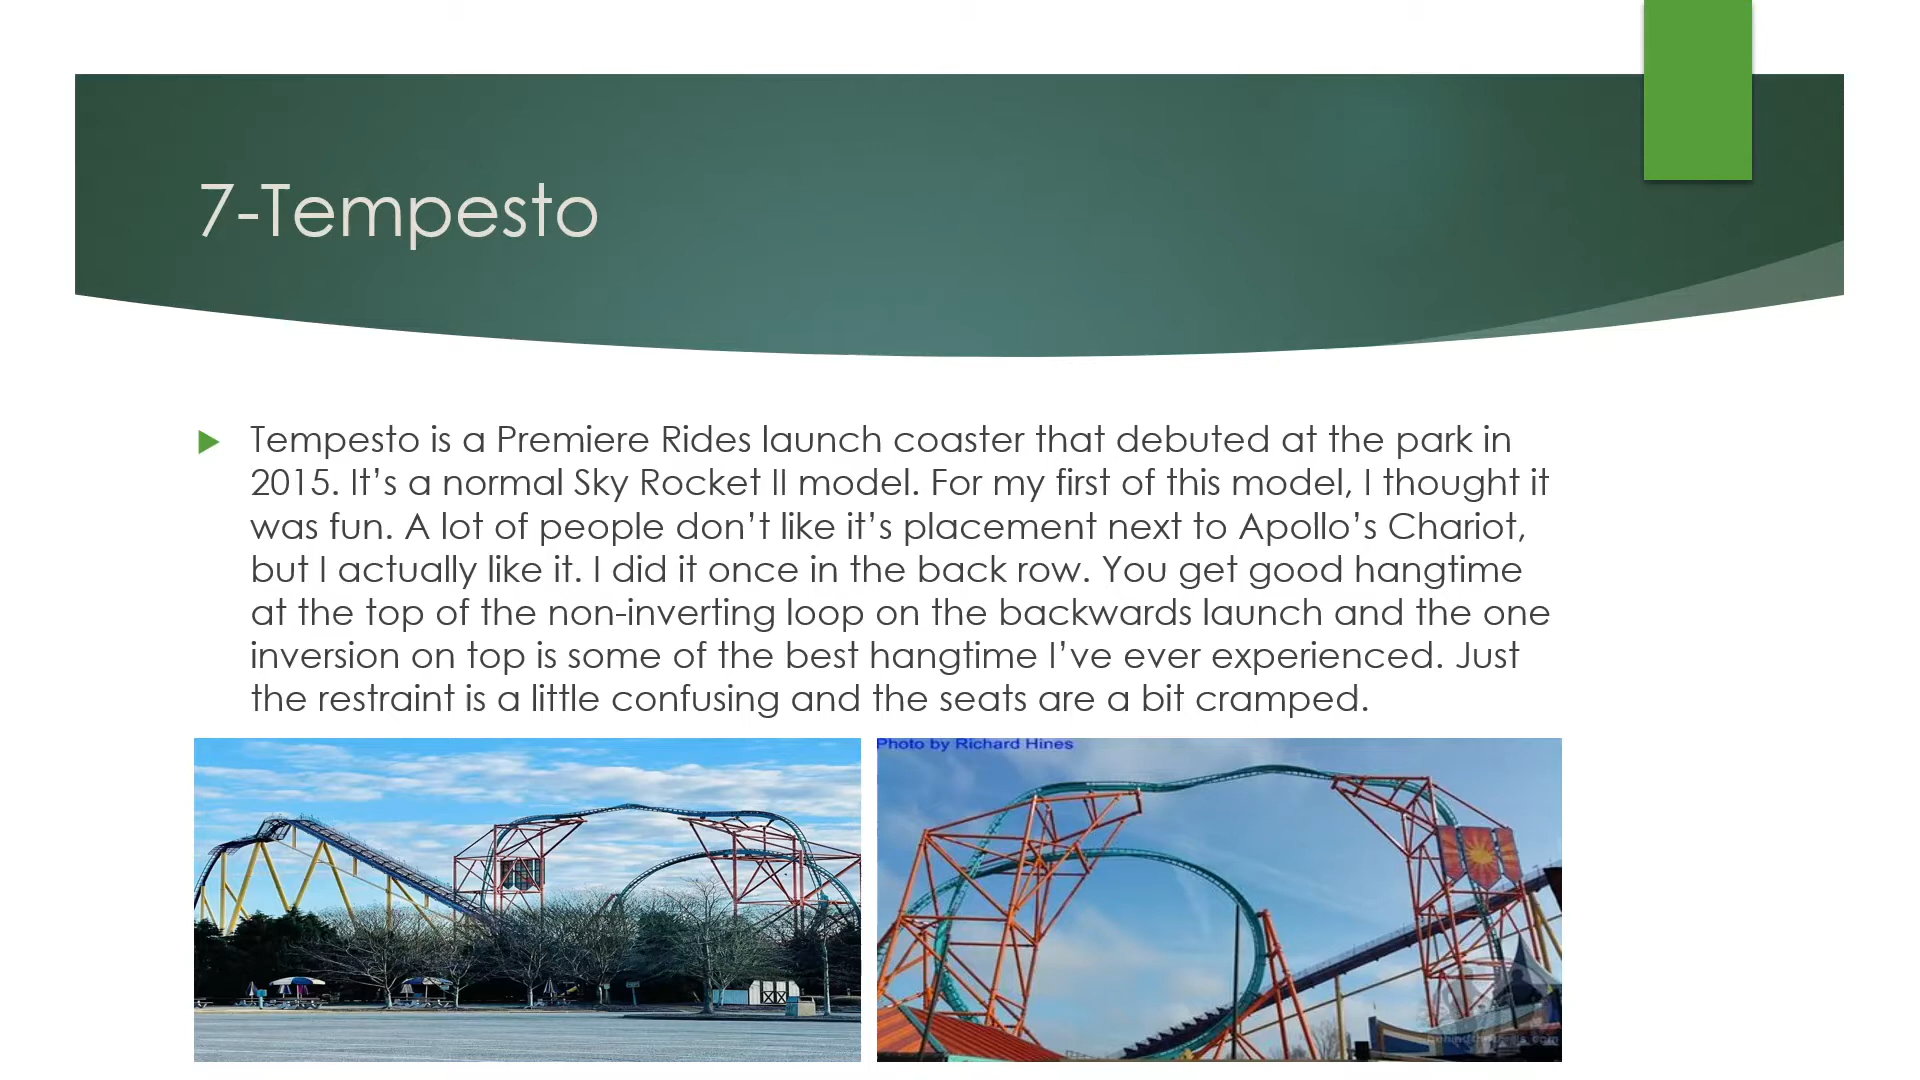 7-Tempesto
Tempesto is a Premiere Rides launch coaster that debuted at the park in
2015. It’s a normal Sky Rocket II model. For my first of this model, I thought it
was fun. A lot of people don’t like it’s placement next to Apollo’s Chariot,
but I actually like it. I did it once in the back row. You get good hangtime
at the top of the non-inverting loop on the backwards launch and the one
inversion on top is some of the best hangtime I’ve ever experienced. Just
the restraint is a little confusing and the seats are a bit cramped.
Photo by Richard Hines